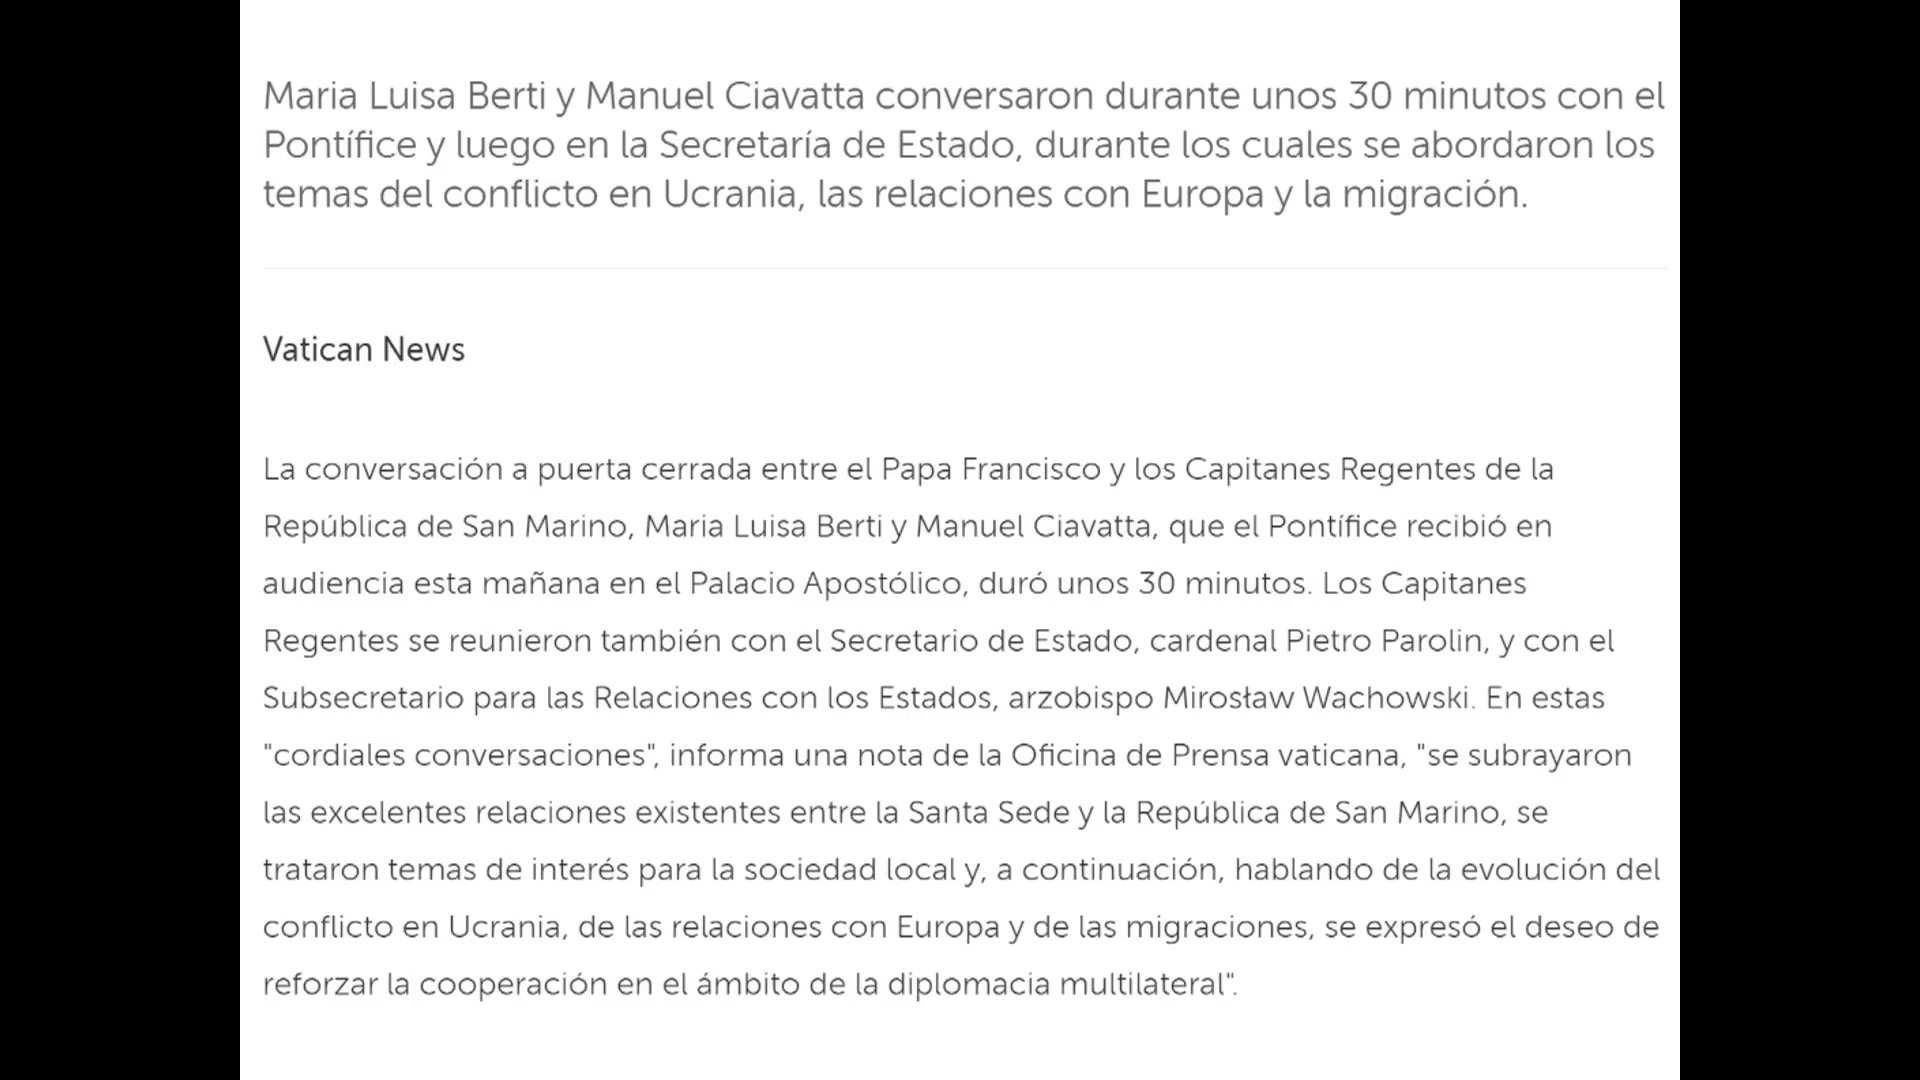 Maria Luisa Berti y Manuel Ciavatta conversaron durante unos 30 minutos con el
Pontífice y luego en la Secretaría de Estado, durante los cuales se abordaron los
temas del conflicto en Ucrania, las relaciones con Europa y la migración.
Vatican News
La conversación a puerta cerrada entre el Papa Francisco y los Capitanes Regentes de la
República de San Marino, Maria Luisa Berti y Manuel Ciavatta, que el Pontífice recibió en
audiencia esta mañana en el Palacio Apostólico, duró unos 30 minutos. Los Capitanes
Regentes se reunieron también con el Secretario de Estado, cardenal Pietro Parolin, y con el
Subsecretario para las Relaciones con los Estados, arzobispo Mirosław Wachowski. En estas
"cordiales conversaciones", informa una nota de la Oficina de Prensa vaticana, "se subrayaron
las excelentes relaciones existentes entre la Santa Sede y la República de San Marino, se
trataron temas de interés para la sociedad local y, a continuación, hablando de la evolución del
conflicto en Ucrania, de las relaciones con Europa y de las migraciones, se expresó el deseo de
reforzar la cooperación en el ámbito de la diplomacia multilateral".